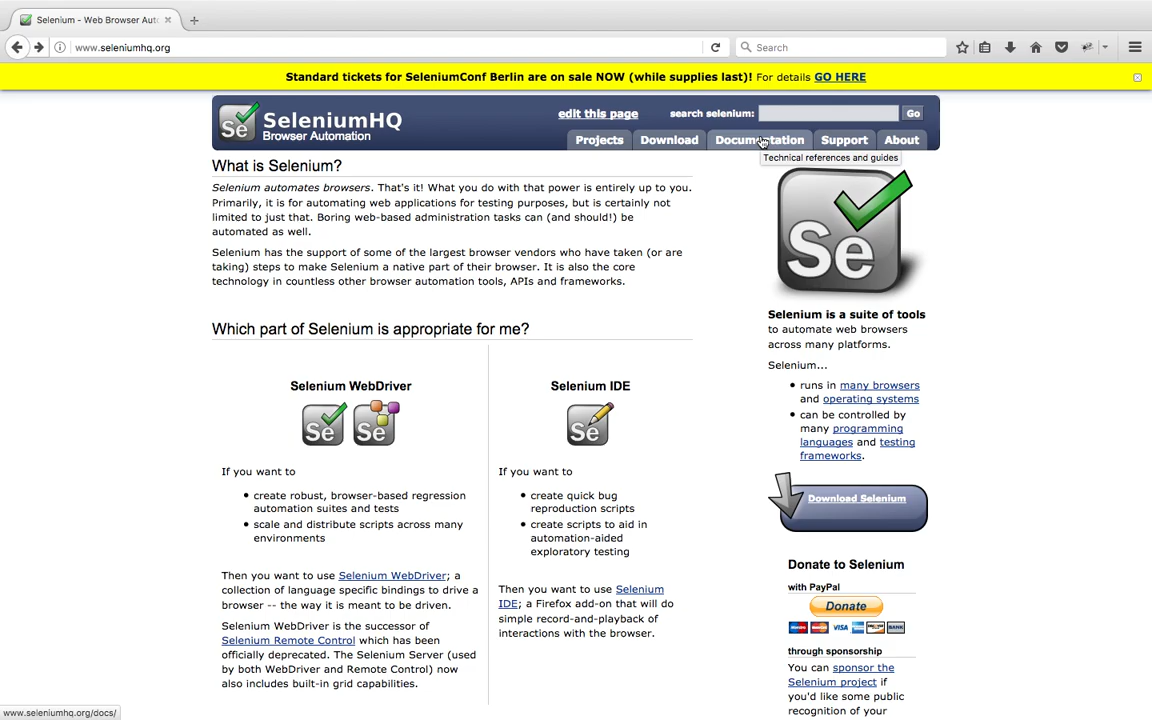 Selenium - Web Browser Auto
www.seleniumhq.org
Search
Standard tickets for SeleniumConf Berlin are on sale NOW (while supplies last)! For details GO HERE
Se
SeleniumHQ
Browser Automation
edit this page
search selenium:
Go
Projects
Download
Documentation
Support
About
Technical references and guides
What is Selenium?
Selenium automates browsers. That's it! What you do with that power is entirely up to you.
Primarily, it is for automating web applications for testing purposes, but is certainly not
limited to just that. Boring web-based administration tasks can (and should!) be
automated as well.
Selenium has the support of some of the largest browser vendors who have taken (or are
taking) steps to make Selenium a native part of their browser. It is also the core
technology in countless other browser automation tools, APIs and frameworks.
Which part of Selenium is appropriate for me?
Selenium WebDriver
Se
Se
If you want to
• create robust, browser-based regression
automation suites and tests
• scale and distribute scripts across many
environments
Then you want to use Selenium WebDriver; a
collection of language specific bindings to drive a
browser -- the way it is meant to be driven.
Selenium WebDriver is the successor of
Selenium Remote Control which has been
officially deprecated. The Selenium Server (used
by both WebDriver and Remote Control) now
also includes built-in grid capabilities.
Selenium IDE
Se
If you want to
• create quick bug
reproduction scripts
• create scripts to aid in
automation-aided
exploratory testing
Then you want to use Selenium
IDE; a Firefox add-on that will do
simple record-and-playback of
interactions with the browser.
Se
Selenium is a suite of tools
to automate web browsers
across many platforms.
Selenium...
• runs in many browsers
and operating systems
• can be controlled by
many programming
languages and testing
frameworks.
Download Selenium
Donate to Selenium
with PayPal
Donate
VISA
BANK
through sponsorship
You can sponsor the
Selenium project if
you'd like some public
recognition of your
www.seleniumhq.org/docs/